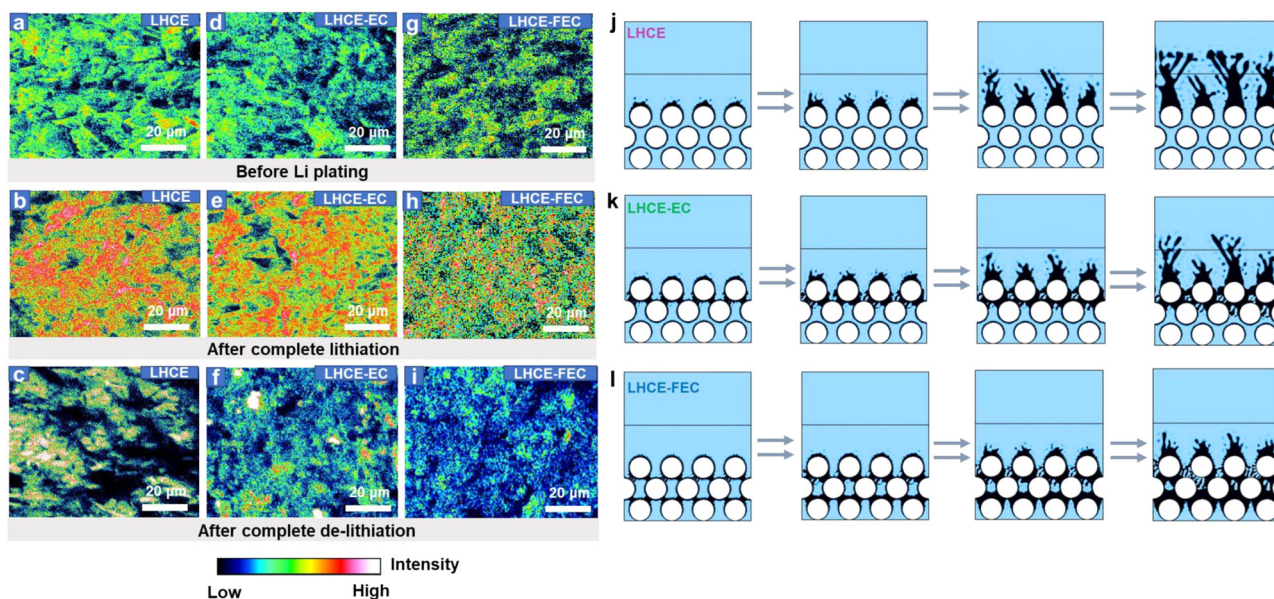 a LHCE
20 μm
d LHCE-EC
20 μm
g LHCE-FEC
20 μm
Before Li plating
b LHCE
20 μm
e LHCE-EC
20 μm
h LHCE-FEC
20 μm
After complete lithiation
c LHCE
20 μm
f LHCE-EC
20 μm
i LHCE-FEC
20 μm
After complete de-lithiation
Intensity
Low High
j
LHCE
k
LHCE-EC
l
LHCE-FEC